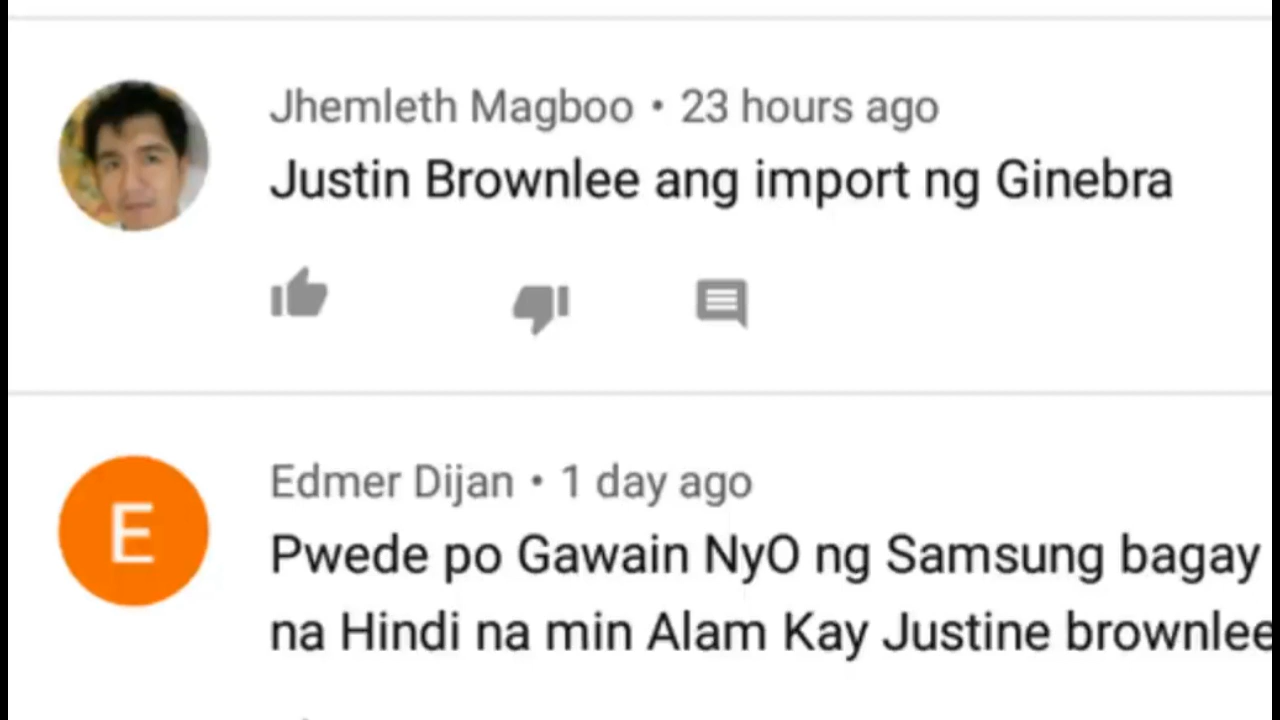 Jhemleth Magboo • 23 hours ago
Justin Brownlee ang import ng Ginebra
E
Edmer Dijan • 1 day ago
Pwede po Gawain NyO ng Samsung bagay
na Hindi na min Alam Kay Justine brownlee